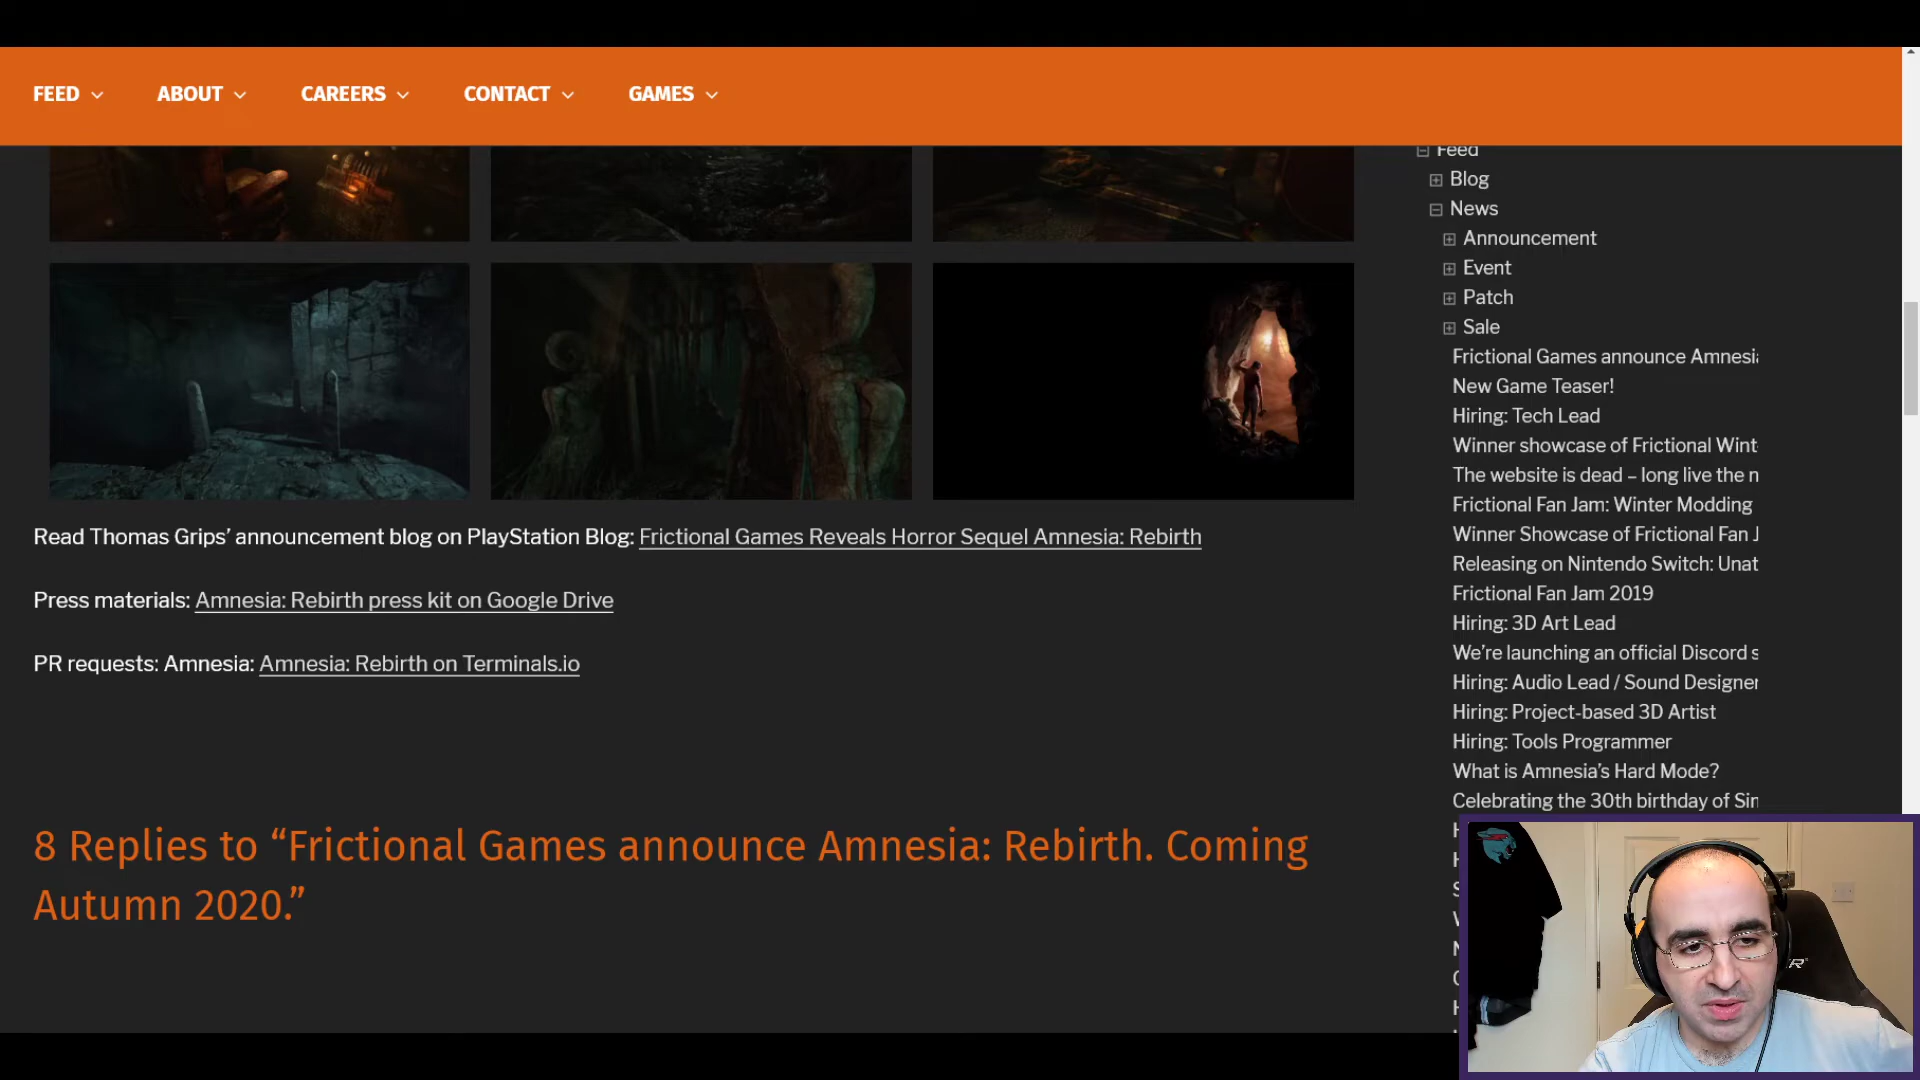 FEED
ABOUT
CAREERS
CONTACT
GAMES
Read Thomas Grips’ announcement blog on PlayStation Blog: Frictional Games Reveals Horror Sequel Amnesia: Rebirth
Press materials: Amnesia: Rebirth press kit on Google Drive
PR requests: Amnesia: Amnesia: Rebirth on Terminals.io
8 Replies to “Frictional Games announce Amnesia: Rebirth. Coming
Autumn 2020.”
Feed
Blog
News
Announcement
Event
Patch
Sale
Frictional Games announce Amnesia
New Game Teaser!
Hiring: Tech Lead
Winner showcase of Frictional Wint
The website is dead – long live the n
Frictional Fan Jam: Winter Modding
Winner Showcase of Frictional Fan J
Releasing on Nintendo Switch: Unat
Frictional Fan Jam 2019
Hiring: 3D Art Lead
We’re launching an official Discord s
Hiring: Audio Lead / Sound Designer
Hiring: Project-based 3D Artist
Hiring: Tools Programmer
What is Amnesia’s Hard Mode?
Celebrating the 30th birthday of Sin